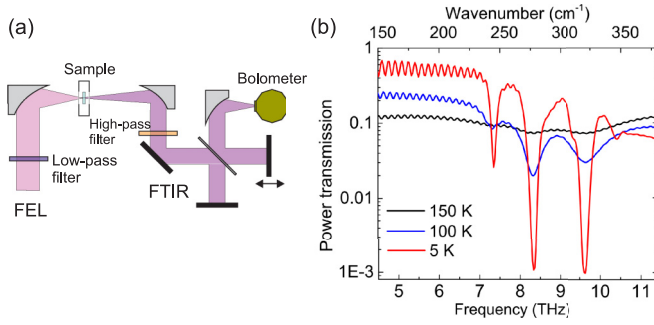 (a)
Sample
Bolometer
High-pass
filter
Low-pass
filter
FTIR
FEL
(b)
Wavenumber (cm⁻¹)
150 200 250 300 350
Power transmission
1
0.1
0.01
1E-3
150 K
100 K
5 K
5 6 7 8 9 10 11
Frequency (THz)